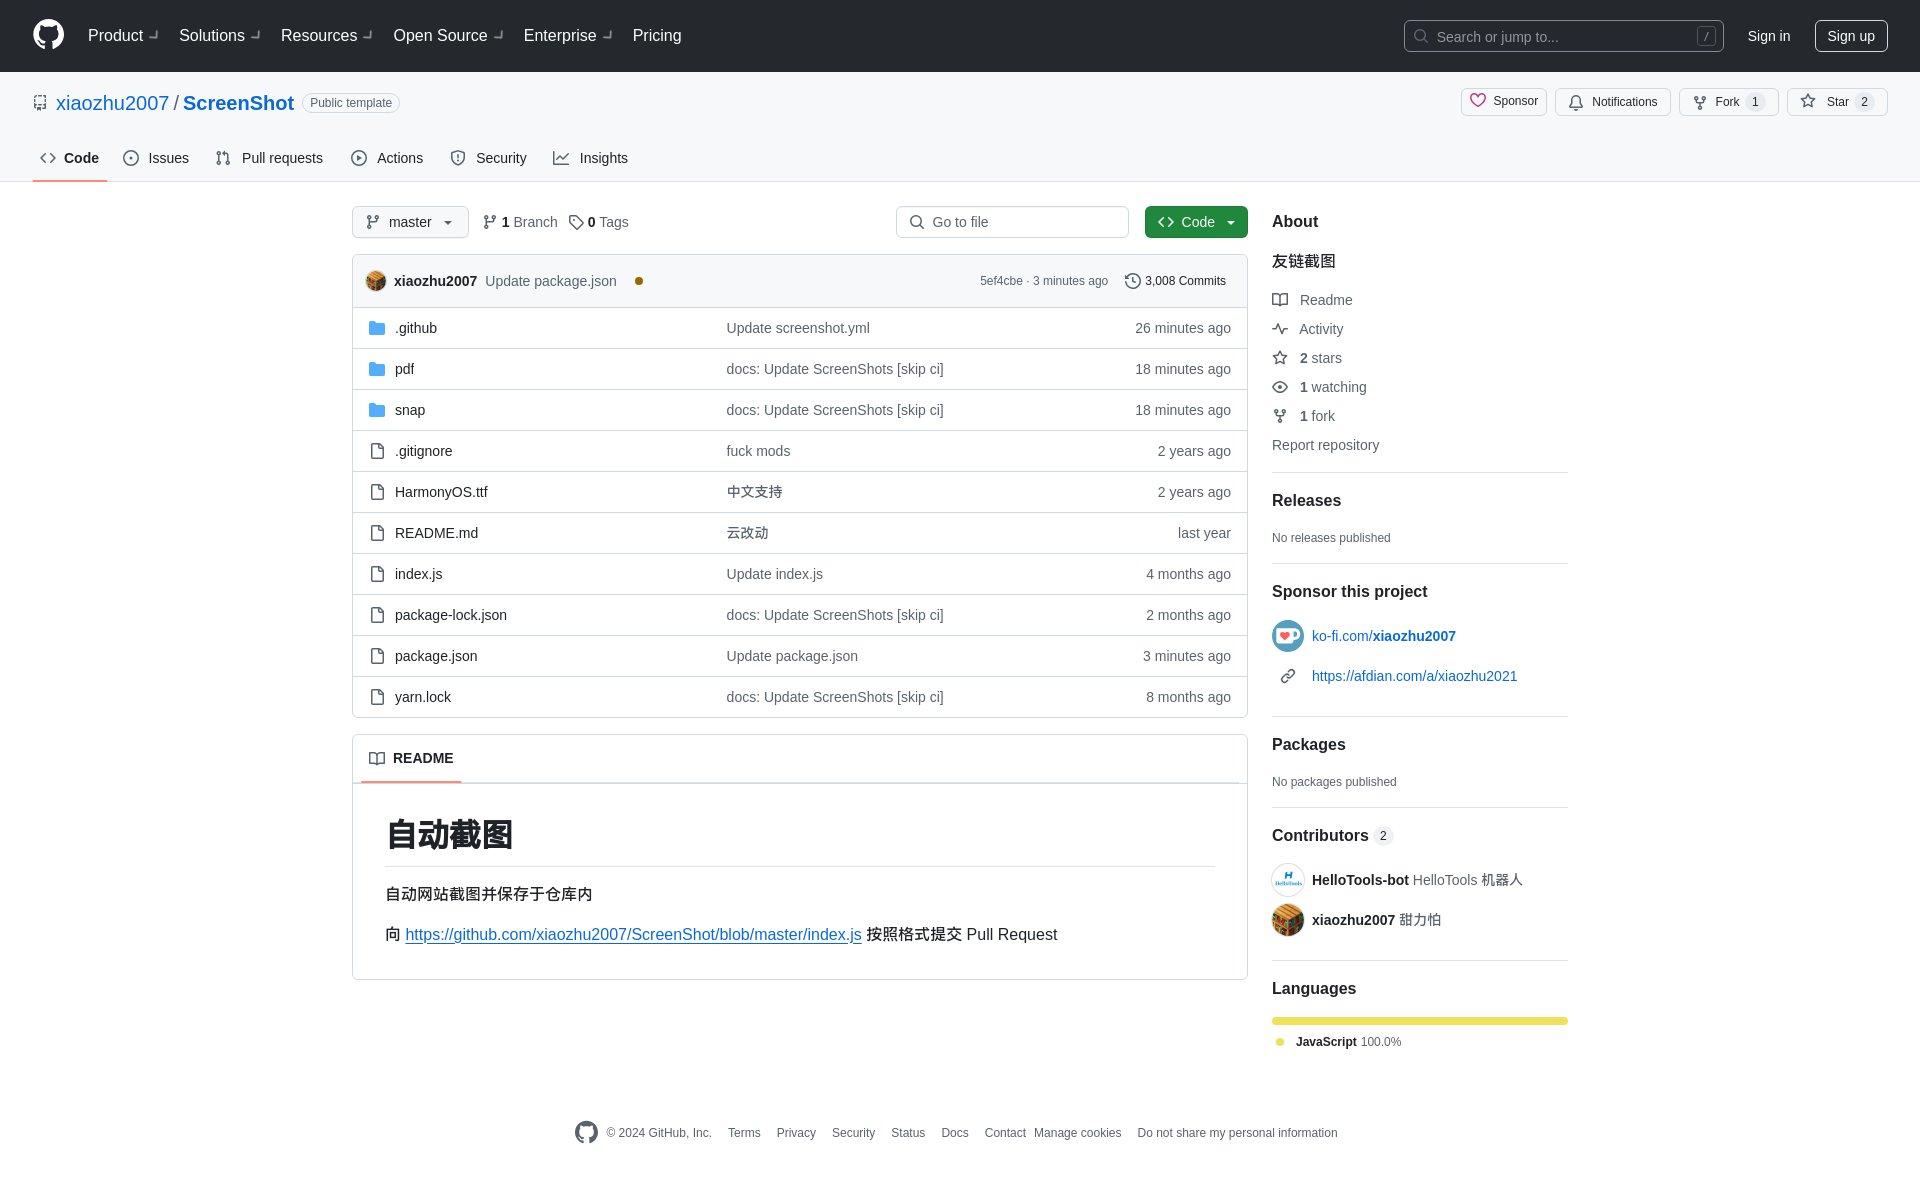 Product Solutions Resources Open Source Enterprise Pricing Search or jump to... / Sign in Sign up
xiaozhu2007 / ScreenShot Public template Sponsor Notifications Fork 1 Star 2
Code Issues Pull requests Actions Security Insights
master 1 Branch 0 Tags Go to file Code
xiaozhu2007 Update package.json 5ef4cbe · 3 minutes ago 3,008 Commits
.github Update screenshot.yml 26 minutes ago
pdf docs: Update ScreenShots [skip ci] 18 minutes ago
snap docs: Update ScreenShots [skip ci] 18 minutes ago
.gitignore fuck mods 2 years ago
HarmonyOS.ttf 中文支持 2 years ago
README.md 云改动 last year
index.js Update index.js 4 months ago
package-lock.json docs: Update ScreenShots [skip ci] 2 months ago
package.json Update package.json 3 minutes ago
yarn.lock docs: Update ScreenShots [skip ci] 8 months ago
README
自动截图
自动网站截图并保存于仓库内
向 https://github.com/xiaozhu2007/ScreenShot/blob/master/index.js 按照格式提交 Pull Request
About
友链截图
Readme
Activity
2 stars
1 watching
1 fork
Report repository
Releases
No releases published
Sponsor this project
ko-fi.com/xiaozhu2007
https://afdian.com/a/xiaozhu2021
Packages
No packages published
Contributors 2
HelloTools
HelloTools-bot HelloTools 机器人
xiaozhu2007 甜力怕
Languages
JavaScript 100.0%
© 2024 GitHub, Inc. Terms Privacy Security Status Docs Contact Manage cookies Do not share my personal information